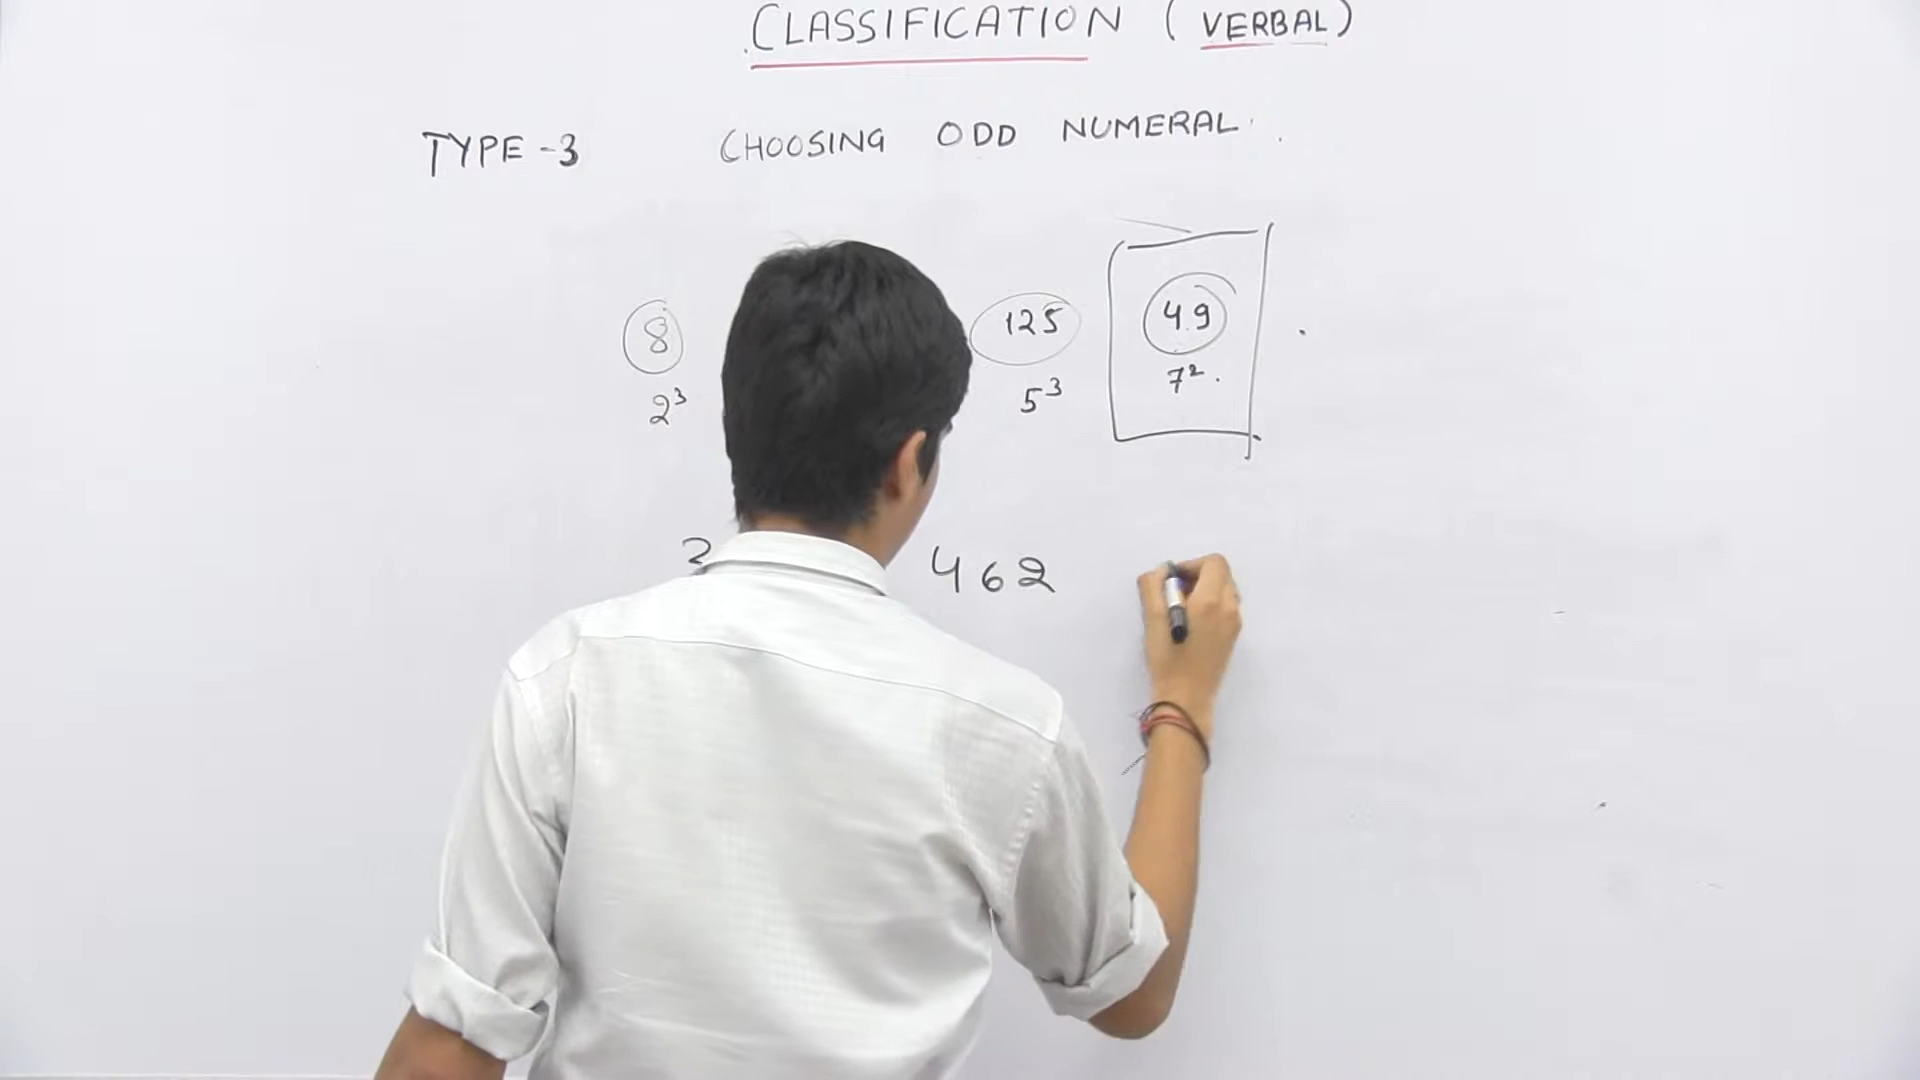 CLASSIFICATION (VERBAL)
TYPE-3 CHOOSING ODD NUMERAL.
8 125 49
2³ 5³ 7².
462